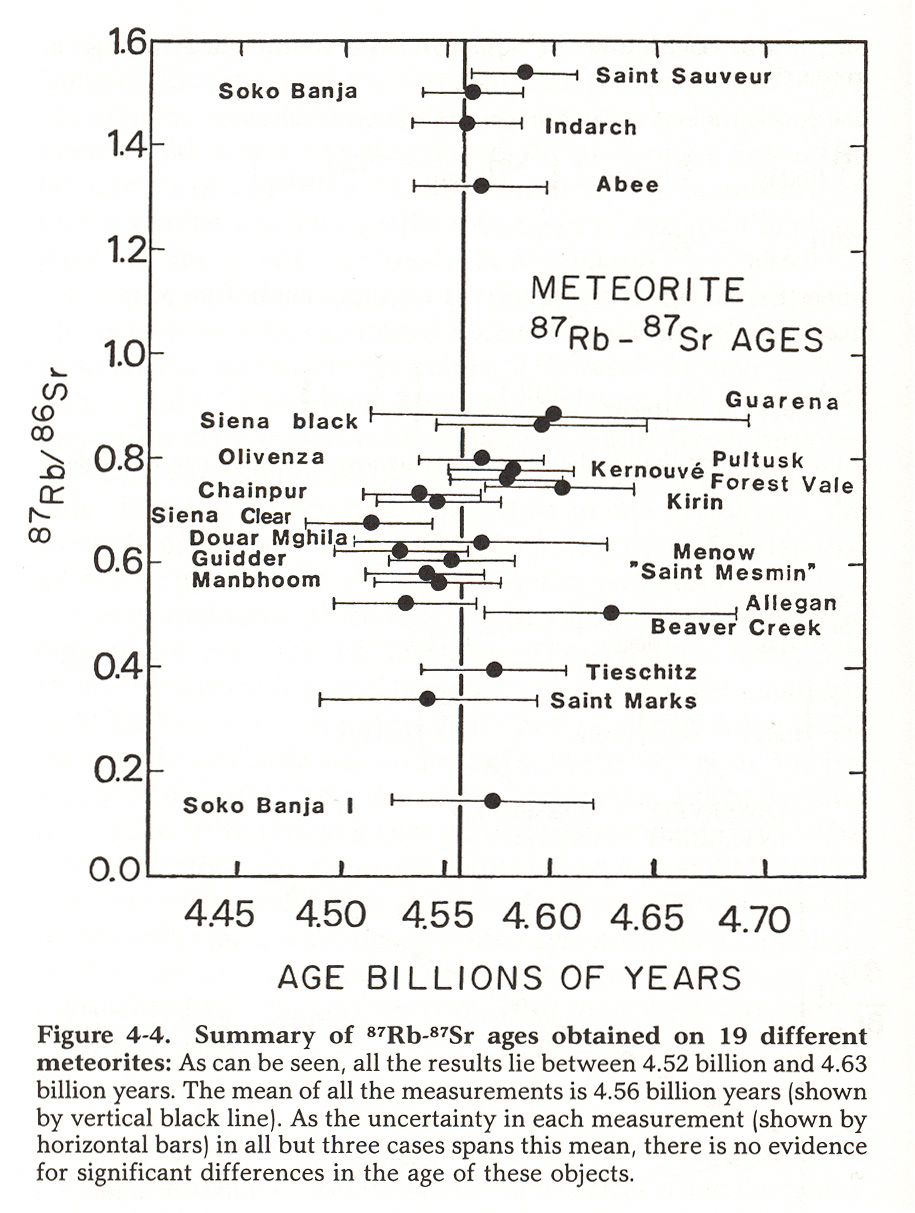 1.6
Saint Sauveur
Soko Banja
Indarch
1.4
Abee
1.2
METEORITE
⁸⁷Rb – ⁸⁷Sr AGES
1.0
⁸⁷Rb/⁸⁶Sr
Guarena
Siena black
0.8
Olivenza
Pultusk
Kernouvé
Forest Vale
Chainpur
Kirin
Siena Clear
Douar Mghila
Menow
0.6
Guidder
"Saint Mesmin"
Manbhoom
Allegan
Beaver Creek
0.4
Tieschitz
Saint Marks
0.2
Soko Banja I
0.0
4.45 4.50 4.55 4.60 4.65 4.70
AGE BILLIONS OF YEARS
Figure 4-4. Summary of ⁸⁷Rb-⁸⁷Sr ages obtained on 19 different
meteorites: As can be seen, all the results lie between 4.52 billion and 4.63
billion years. The mean of all the measurements is 4.56 billion years (shown
by vertical black line). As the uncertainty in each measurement (shown by
horizontal bars) in all but three cases spans this mean, there is no evidence
for significant differences in the age of these objects.